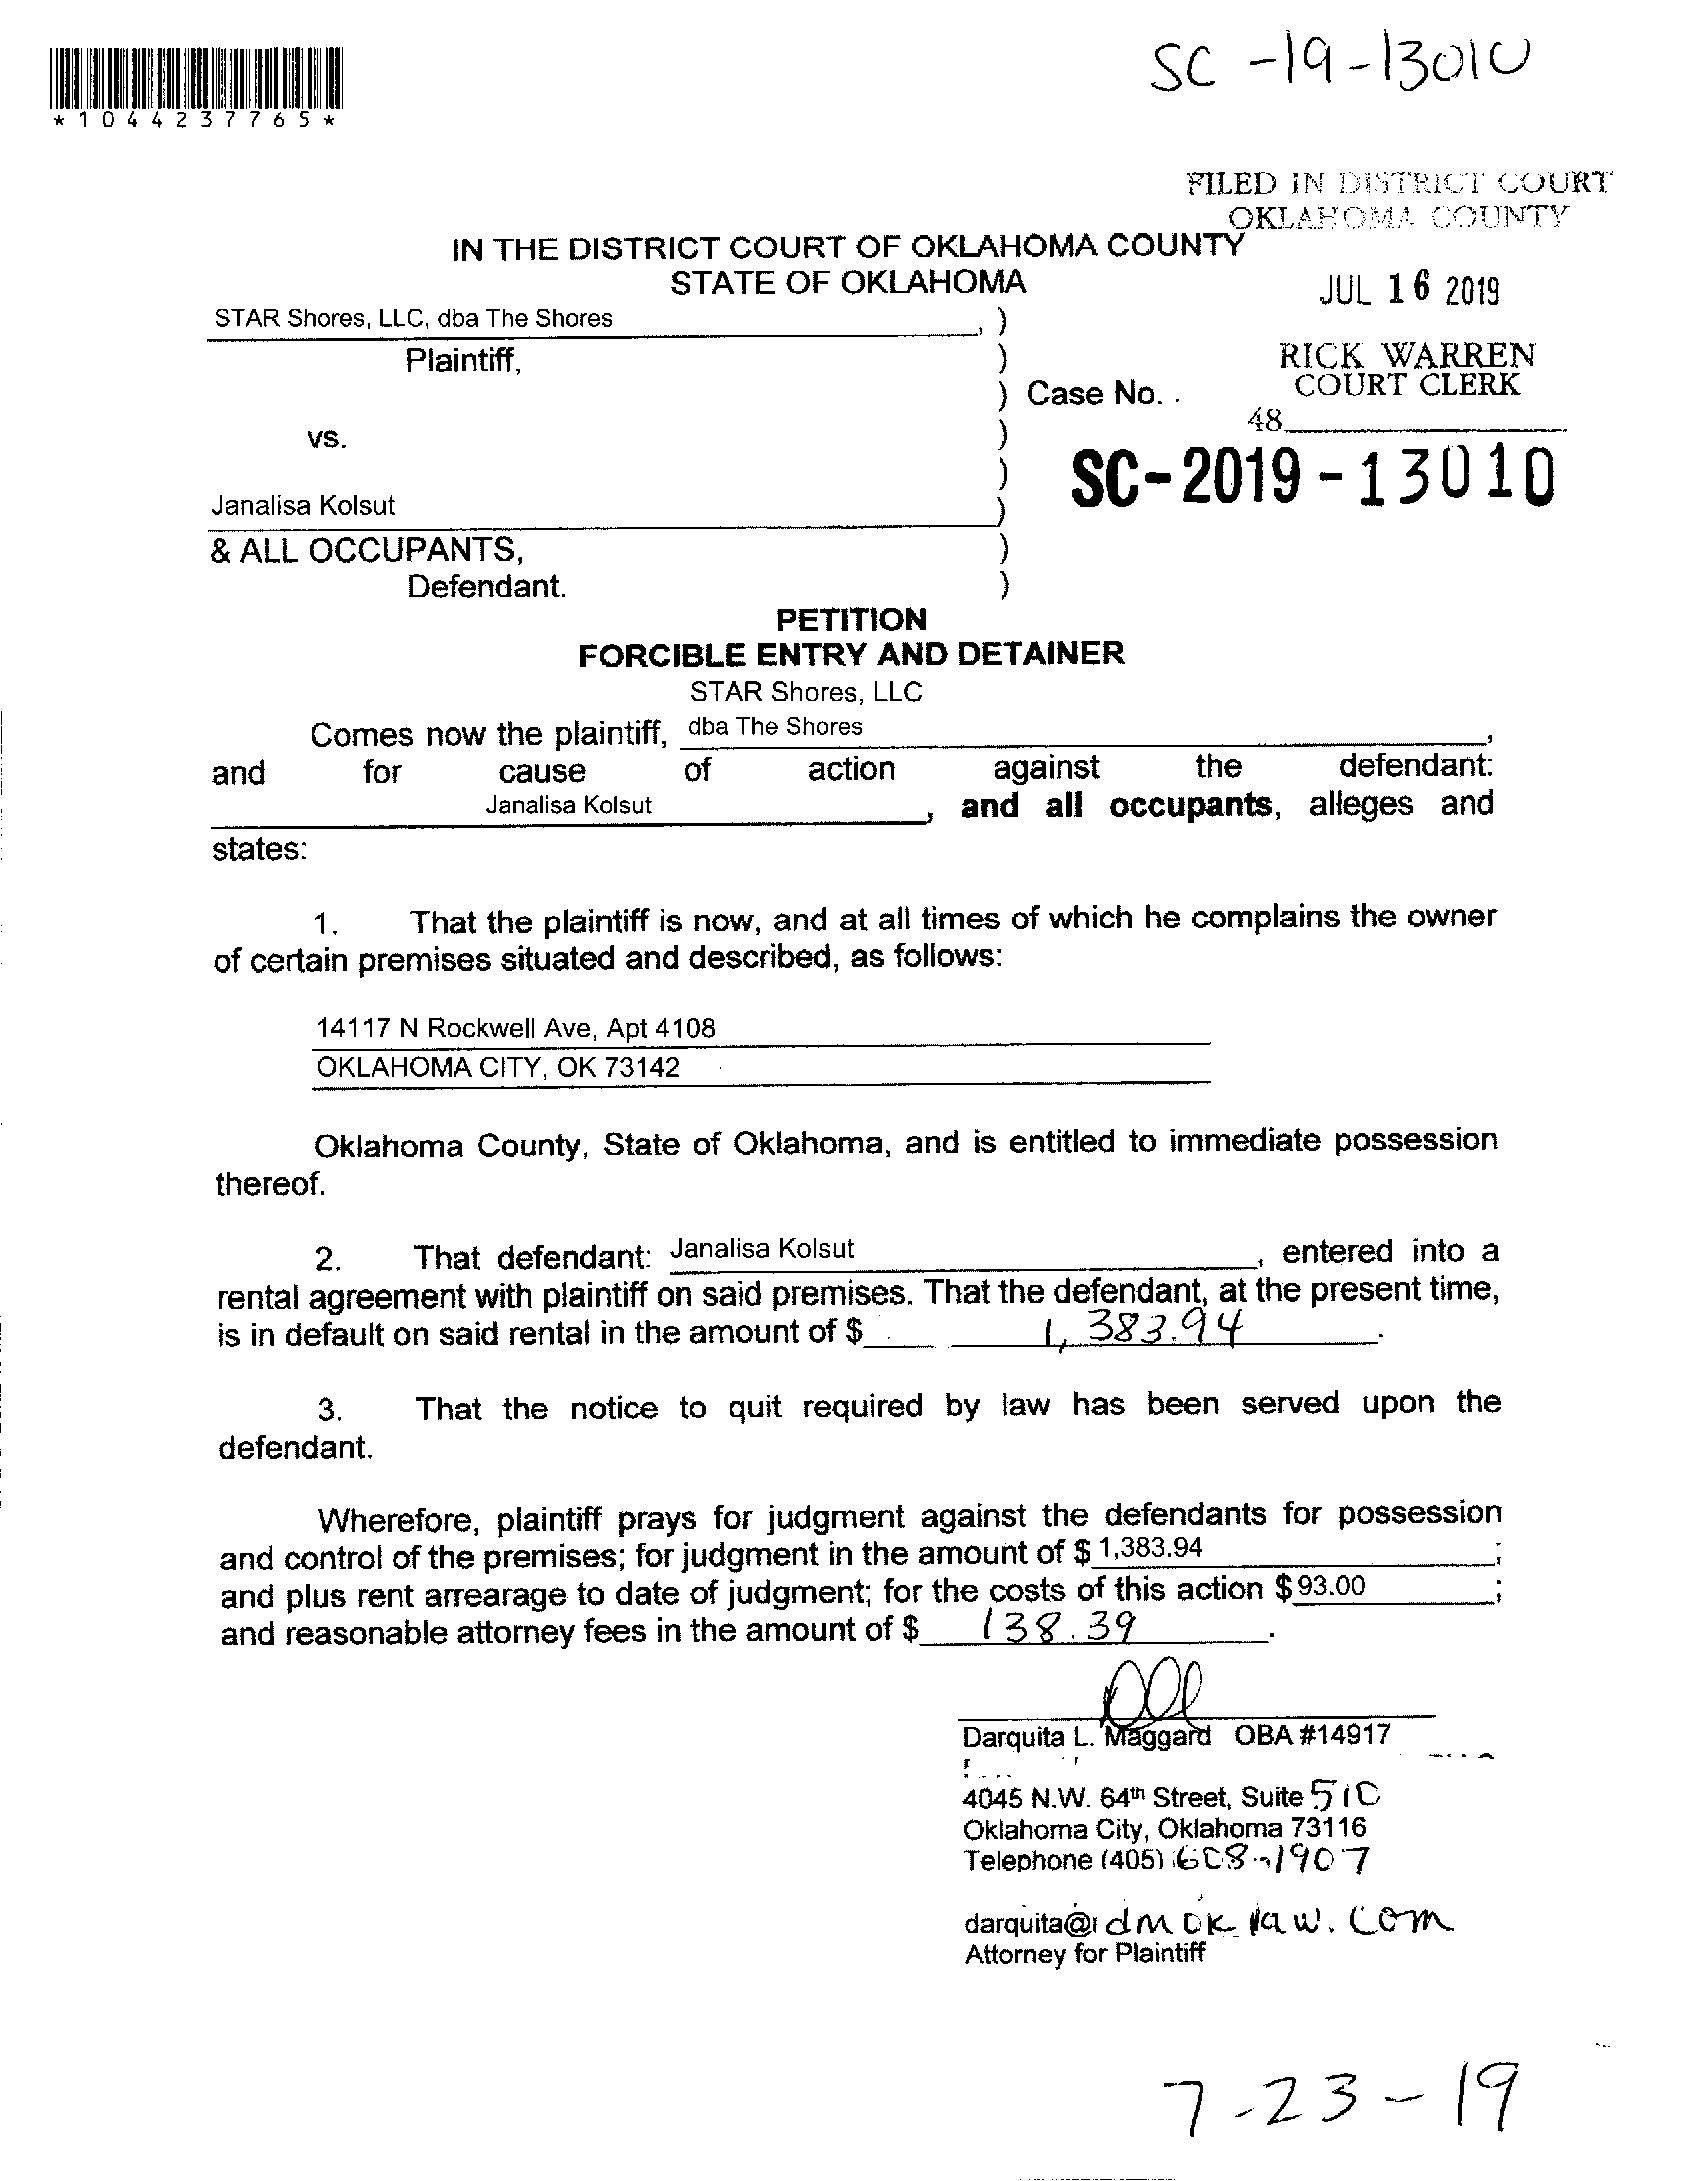 SC-19-13010
*1044237765*
FILED IN DISTRICT COURT
OKLAHOMA COUNTY
IN THE DISTRICT COURT OF OKLAHOMA COUNTY
STATE OF OKLAHOMA
JUL 16 2019
STAR Shores, LLC, dba The Shores , )
Plaintiff, )
RICK WARREN
COURT CLERK
) Case No.
48
vs. )
) SC-2019-13010
Janalisa Kolsut )
& ALL OCCUPANTS, )
Defendant. )
PETITION
FORCIBLE ENTRY AND DETAINER
STAR Shores, LLC
Comes now the plaintiff, dba The Shores ,
and for cause of action against the defendant:
Janalisa Kolsut , and all occupants, alleges and
states:
1. That the plaintiff is now, and at all times of which he complains the owner
of certain premises situated and described, as follows:
14117 N Rockwell Ave, Apt 4108
OKLAHOMA CITY, OK 73142
Oklahoma County, State of Oklahoma, and is entitled to immediate possession
thereof.
2. That defendant: Janalisa Kolsut , entered into a
rental agreement with plaintiff on said premises. That the defendant, at the present time,
is in default on said rental in the amount of $ 1,383.94 .
3. That the notice to quit required by law has been served upon the
defendant.
Wherefore, plaintiff prays for judgment against the defendants for possession
and control of the premises; for judgment in the amount of $ 1,383.94 ;
and plus rent arrearage to date of judgment; for the costs of this action $ 93.00 ;
and reasonable attorney fees in the amount of $ 138.39 .
Darquita L. Maggard OBA #14917
4045 N.W. 64th Street, Suite 510
Oklahoma City, Oklahoma 73116
Telephone (405) 608-1907
darquita@dmoklaw.com
Attorney for Plaintiff
7-23-19